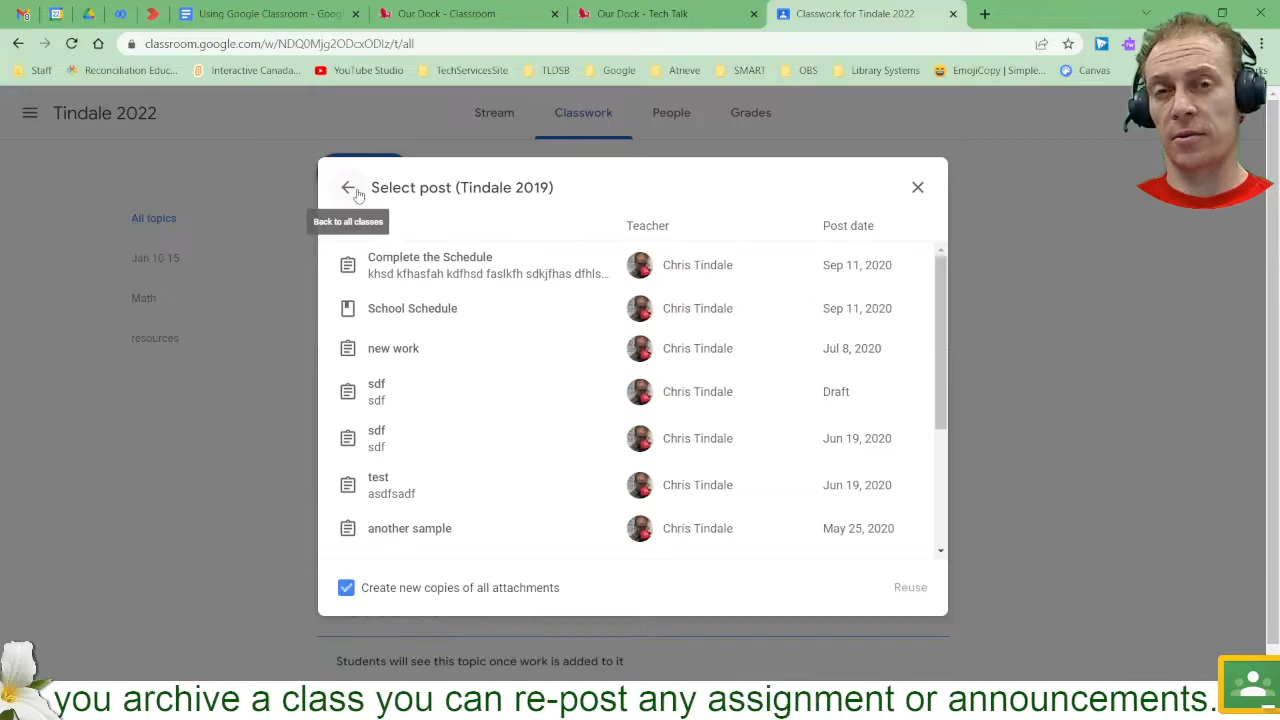 Using Google Classroom - Googl
Our Dock - Classroom
Our Dock - Tech Talk
Classwork for Tindale 2022
classroom.google.com/w/NDQ0Mjg2ODoxODIz/t/all
Staff
Reconciliation Educ...
Interactive Canada...
YouTube Studio
TechServicesSite
TLDSB
Google
Atrieve
SMART
OBS
Library Systems
EmojiCopy | Simple...
Canvas
Tindale 2022
Stream
Classwork
People
Grades
All topics
Jan 10-15
Math
resources
Select post (Tindale 2019)
Back to all classes
Teacher
Post date
Complete the Schedule
khsd kfhasfah kdfhsd faslkfh sdkjfhas dfhls...
Chris Tindale
Sep 11, 2020
School Schedule
Chris Tindale
Sep 11, 2020
new work
Chris Tindale
Jul 8, 2020
sdf
sdf
Chris Tindale
Draft
sdf
sdf
Chris Tindale
Jun 19, 2020
test
asdfsadf
Chris Tindale
Jun 19, 2020
another sample
Chris Tindale
May 25, 2020
Create new copies of all attachments
Reuse
Students will see this topic once work is added to it
you archive a class you can re-post any assignment or announcements.